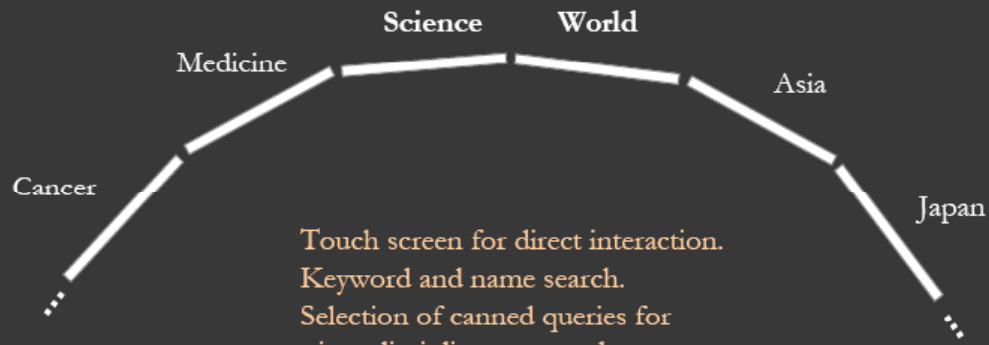 Science World
Medicine
Asia
Cancer
Japan
Touch screen for direct interaction.
Keyword and name search.
Selection of canned queries for